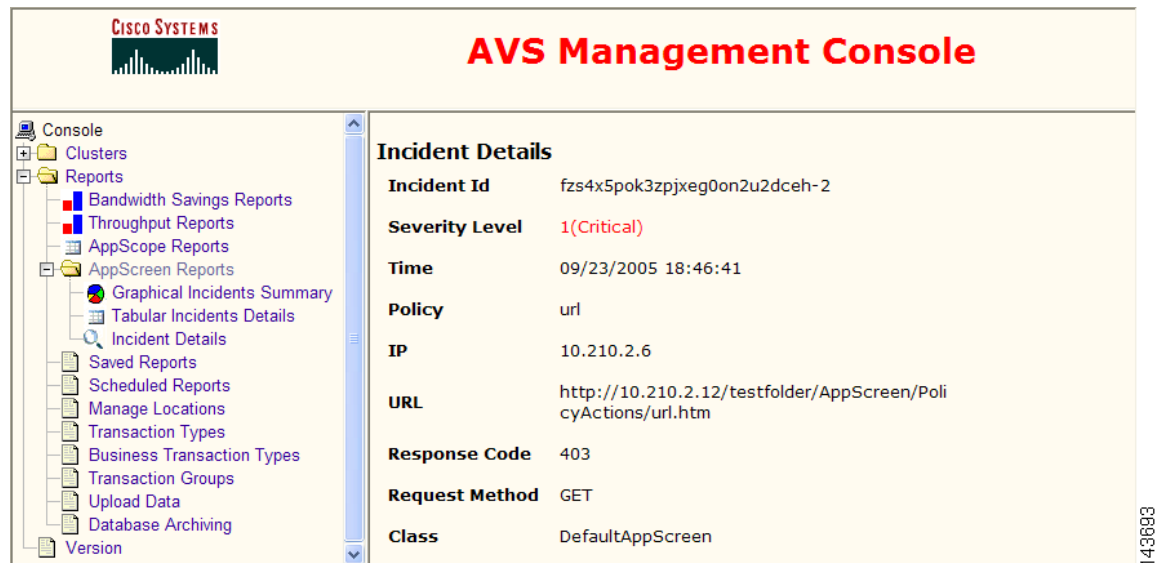 CISCO SYSTEMS
AVS Management Console
Console
Clusters
Reports
Bandwidth Savings Reports
Throughput Reports
AppScope Reports
AppScreen Reports
Graphical Incidents Summary
Tabular Incidents Details
Incident Details
Saved Reports
Scheduled Reports
Manage Locations
Transaction Types
Business Transaction Types
Transaction Groups
Upload Data
Database Archiving
Version
Incident Details
Incident Id fzs4x5pok3zpjxeg0on2u2dceh-2
Severity Level 1(Critical)
Time 09/23/2005 18:46:41
Policy url
IP 10.210.2.6
URL http://10.210.2.12/testfolder/AppScreen/Poli
cyActions/url.htm
Response Code 403
Request Method GET
Class DefaultAppScreen
143693